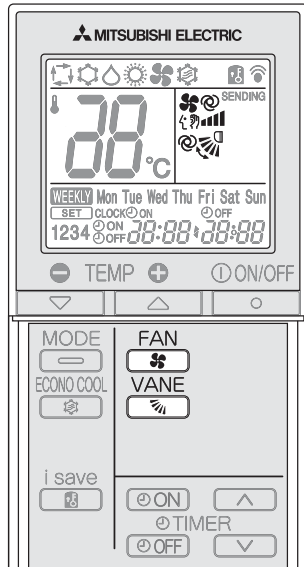 MITSUBISHI ELECTRIC
SENDING
88°C
WEEKLY Mon Tue Wed Thu Fri Sat Sun
SET CLOCK ON OFF
1234 ON OFF 88:88 88:88
TEMP ON/OFF
MODE FAN
ECONO COOL VANE
i save
ON
TIMER
OFF